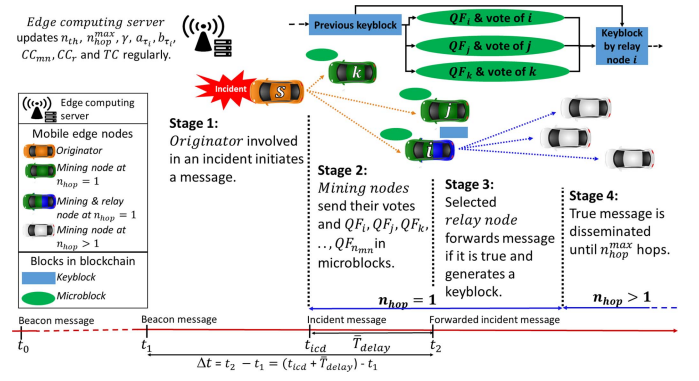 Edge computing server
updates n_th, n_hop^max, γ, a_τi, b_τi,
CC_mn, CC_r and TC regularly.
Previous keyblock
QF_i & vote of i
QF_j & vote of j
QF_k & vote of k
Keyblock
by relay
node i
Incident
S
k
j
i
Edge computing
server
Mobile edge nodes
Originator
Mining node at
n_hop = 1
Mining & relay
node at n_hop = 1
Mining node at
n_hop > 1
Blocks in blockchain
Keyblock
Microblock
Stage 1:
Originator involved
in an incident initiates
a message.
Stage 2:
Mining nodes
send their votes
and QF_i, QF_j, QF_k,
. ., QF_nmn in
microblocks.
Stage 3:
Selected
relay node
forwards message
if it is true and
generates a
keyblock.
Stage 4:
True message is
disseminated
until n_hop^max hops.
n_hop = 1
n_hop > 1
Beacon message
Beacon message
Incident message
Forwarded incident message
t_0
t_1
t_icd
T̄_delay
t_2
Δt = t_2 − t_1 = (t_icd + T̄_delay) - t_1